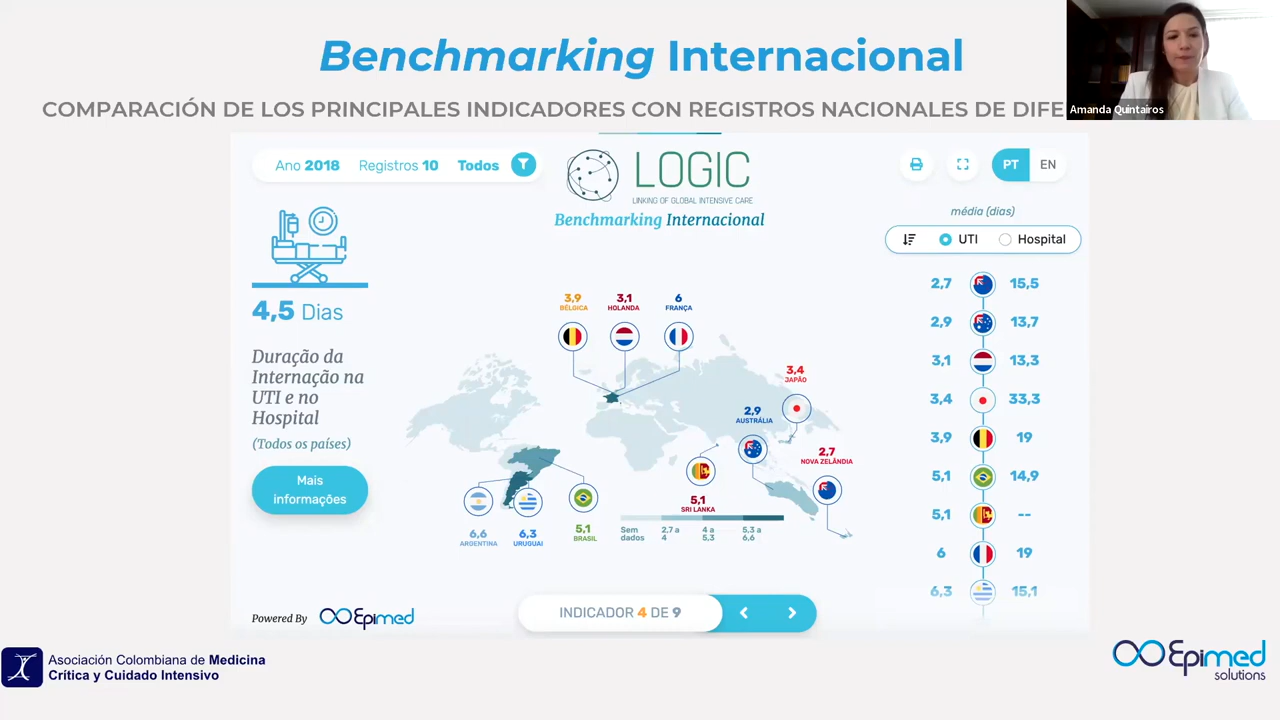 Benchmarking Internacional
COMPARACIÓN DE LOS PRINCIPALES INDICADORES CON REGISTROS NACIONALES DE DIFE
Amanda Quintairos
Ano 2018 Registros 10 Todos
LOGIC
LINKING OF GLOBAL INTENSIVE CARE
Benchmarking Internacional
PT EN
média (dias)
UTI Hospital
4,5 Dias
Duração da
Internação na
UTI e no
Hospital
(Todos os países)
Mais
informações
3,9
BÉLGICA
3,1
HOLANDA
6
FRANÇA
3,4
JAPÃO
2,9
AUSTRÁLIA
2,7
NOVA ZELÂNDIA
5,1
SRI LANKA
6,6
ARGENTINA
6,3
URUGUAI
5,1
BRASIL
Sem
dados
2,7 a
4
4 a
5,3
5,3 a
6,6
2,7 15,5
2,9 13,7
3,1 13,3
3,4 33,3
3,9 19
5,1 14,9
5,1 --
6 19
6,3 15,1
INDICADOR 4 DE 9
Powered By Epimed
Asociación Colombiana de Medicina
Crítica y Cuidado Intensivo
Epimed
solutions